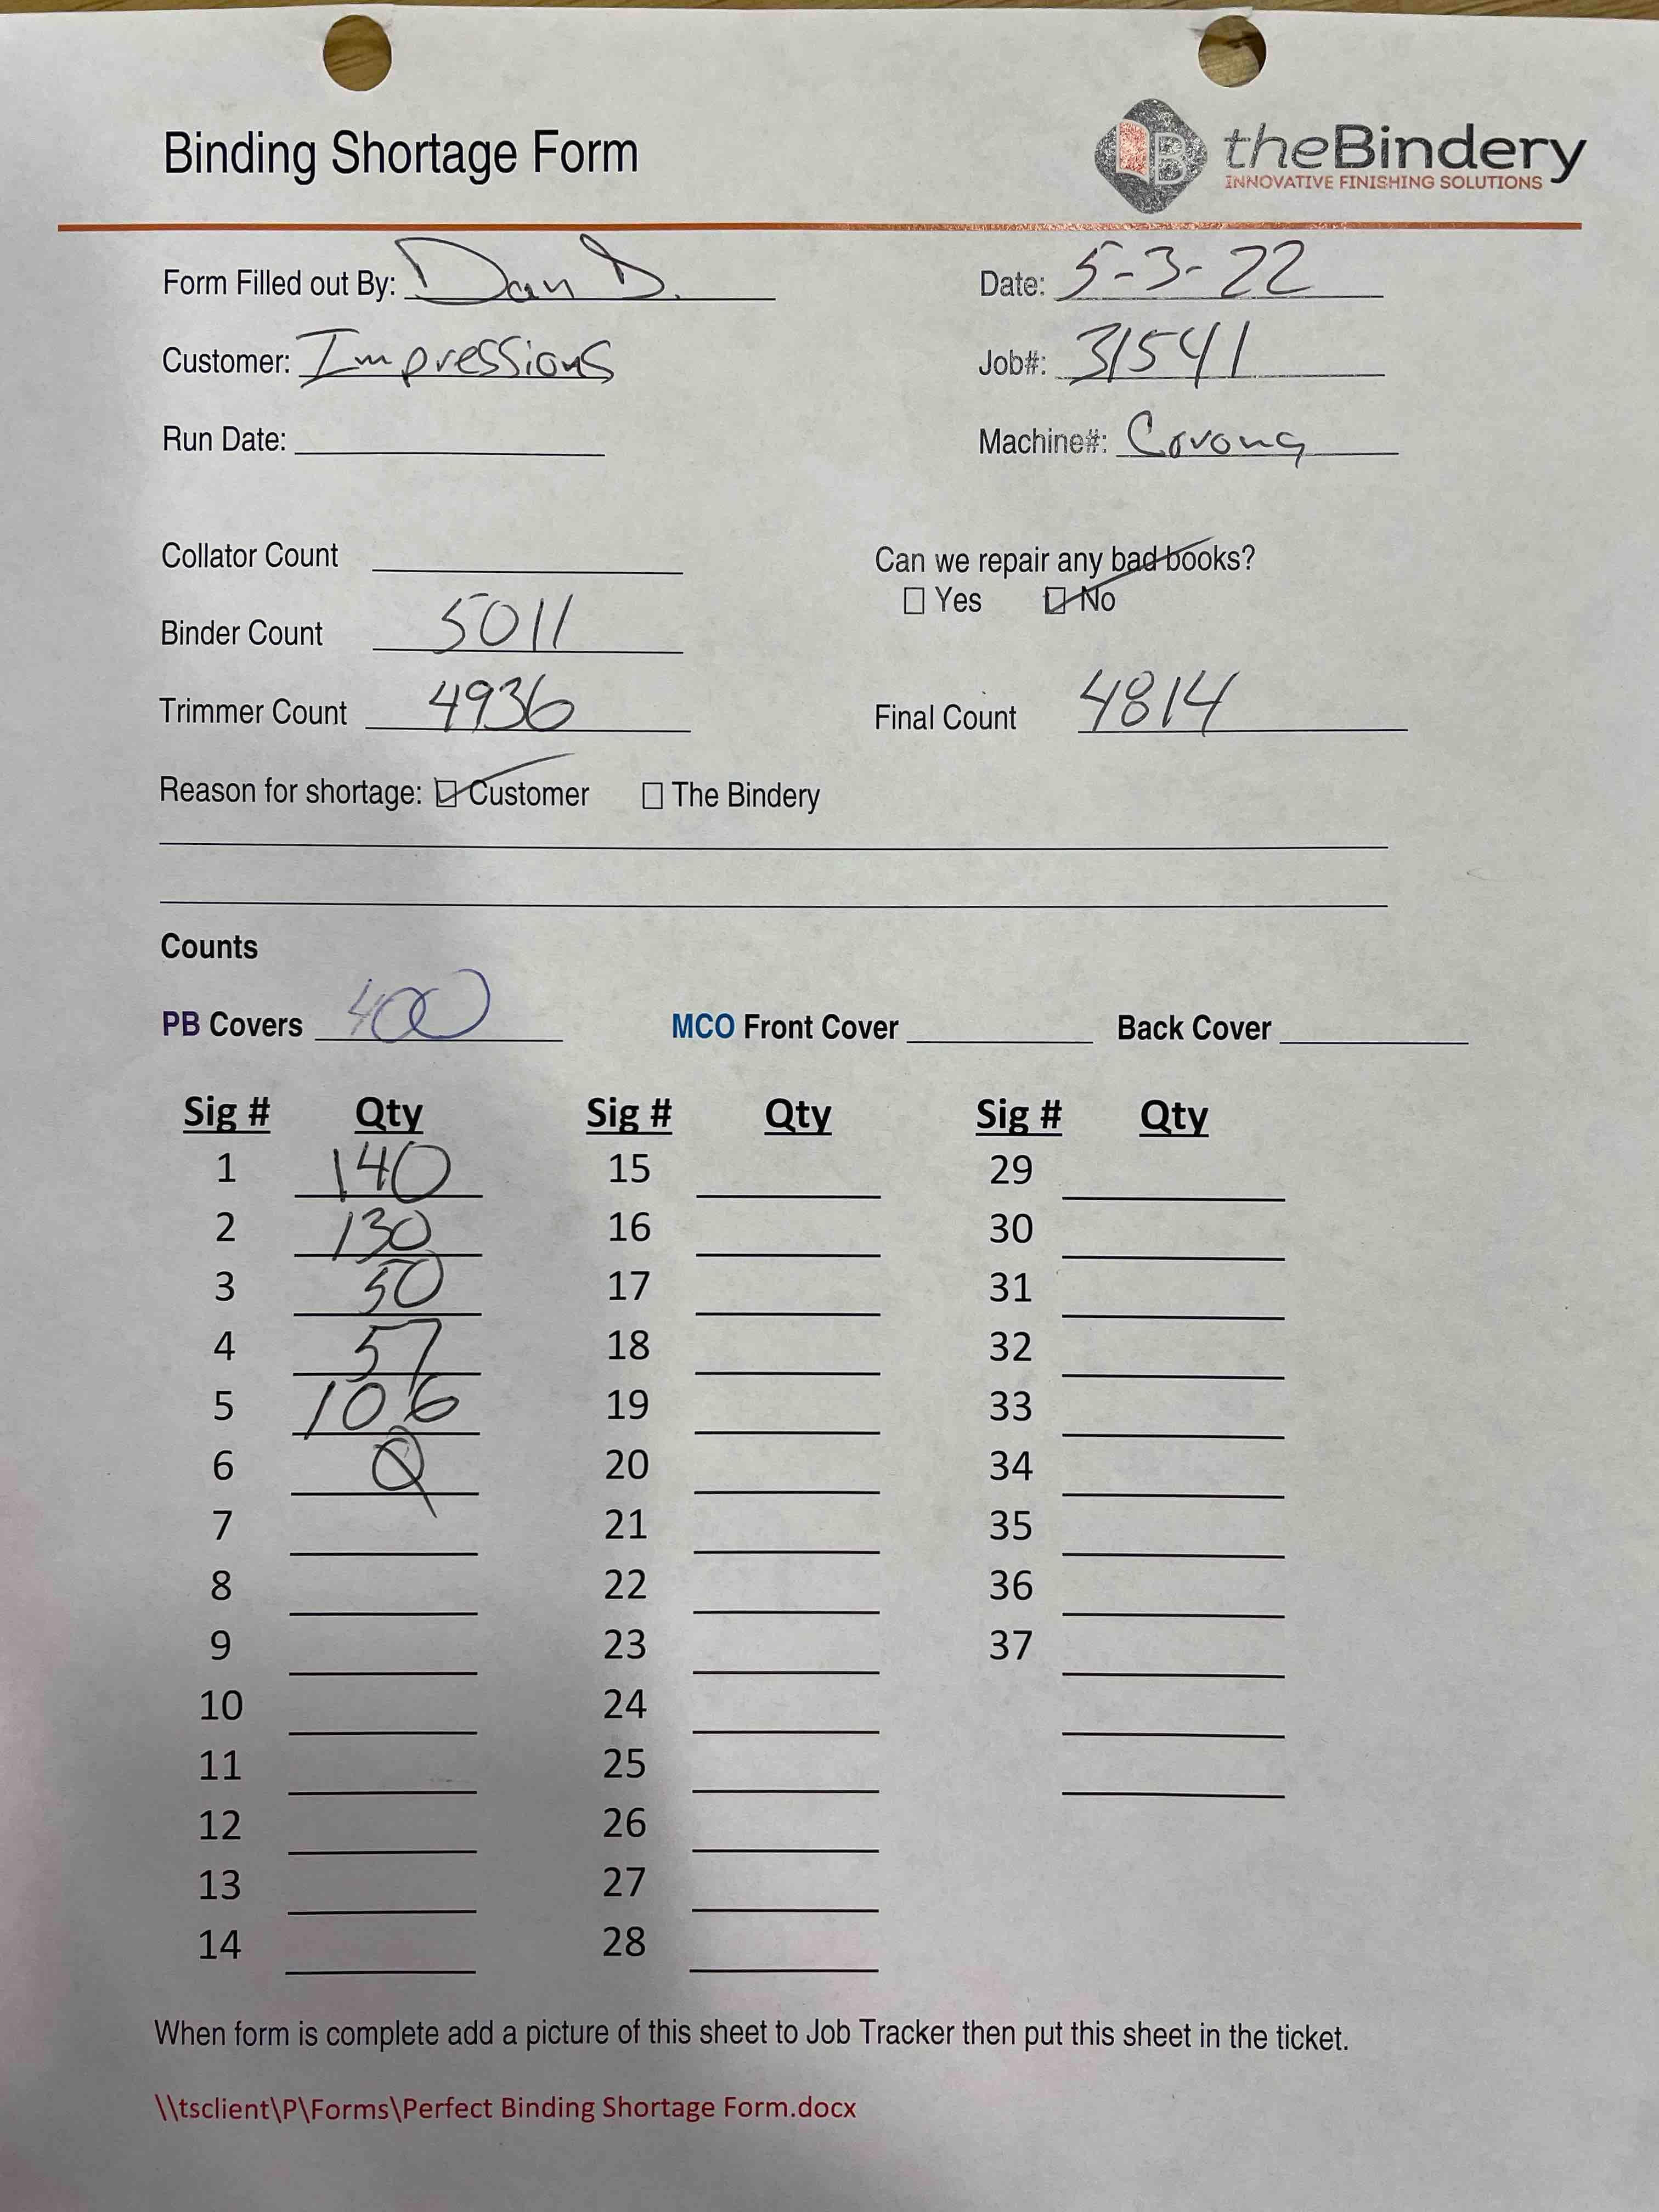 Binding Shortage Form
theBindery
INNOVATIVE FINISHING SOLUTIONS
Form Filled out By: Dan D. Date: 5-3-22
Customer: Impressions Job#: 31541
Run Date: Machine#: Corona
Collator Count Can we repair any bad books?
☐ Yes ☑ No
Binder Count 5011
Trimmer Count 4936 Final Count 4814
Reason for shortage: ☑ Customer ☐ The Bindery
Counts
PB Covers 400 MCO Front Cover Back Cover
Sig # Qty Sig # Qty Sig # Qty
1 140 15 29
2 130 16 30
3 50 17 31
4 57 18 32
5 106 19 33
6 0 20 34
7 21 35
8 22 36
9 23 37
10 24
11 25
12 26
13 27
14 28
When form is complete add a picture of this sheet to Job Tracker then put this sheet in the ticket.
\\tsclient\P\Forms\Perfect Binding Shortage Form.docx